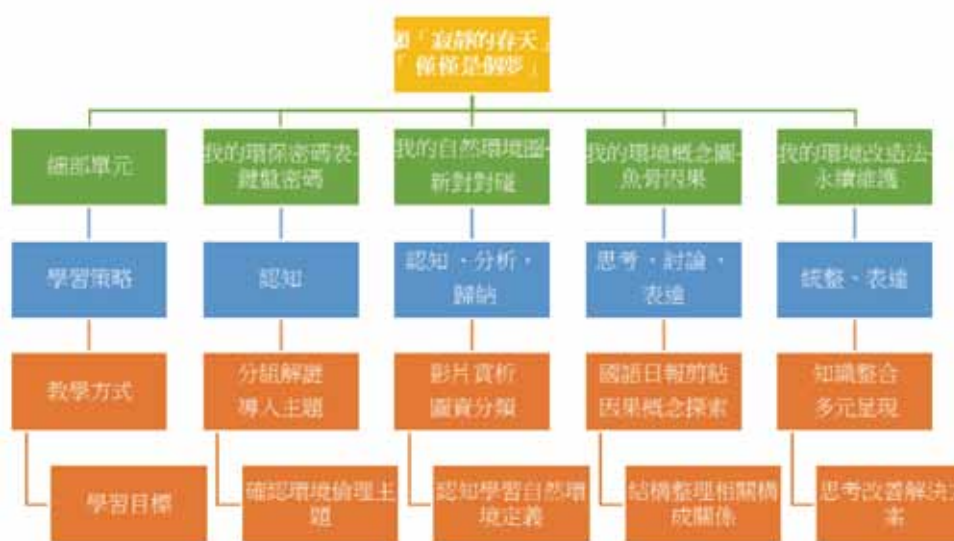 「寂靜的春天」
「僅僅是個夢」
細部單元
我的環保密碼表-
鍵盤密碼
我的自然環境圈-
新對對碰
我的環境概念圖-
魚骨因果
我的環境改造法-
永續維護
學習策略
認知
認知、分析、
歸納
思考、討論、
表達
統整、表達
教學方式
分組解謎
導入主題
影片賞析
圖資分類
國語日報剪貼
因果概念探索
知識整合
多元呈現
學習目標
確認環境倫理主
題
認知學習自然環
境定義
結構整理相關構
成關係
思考改善解決方
案